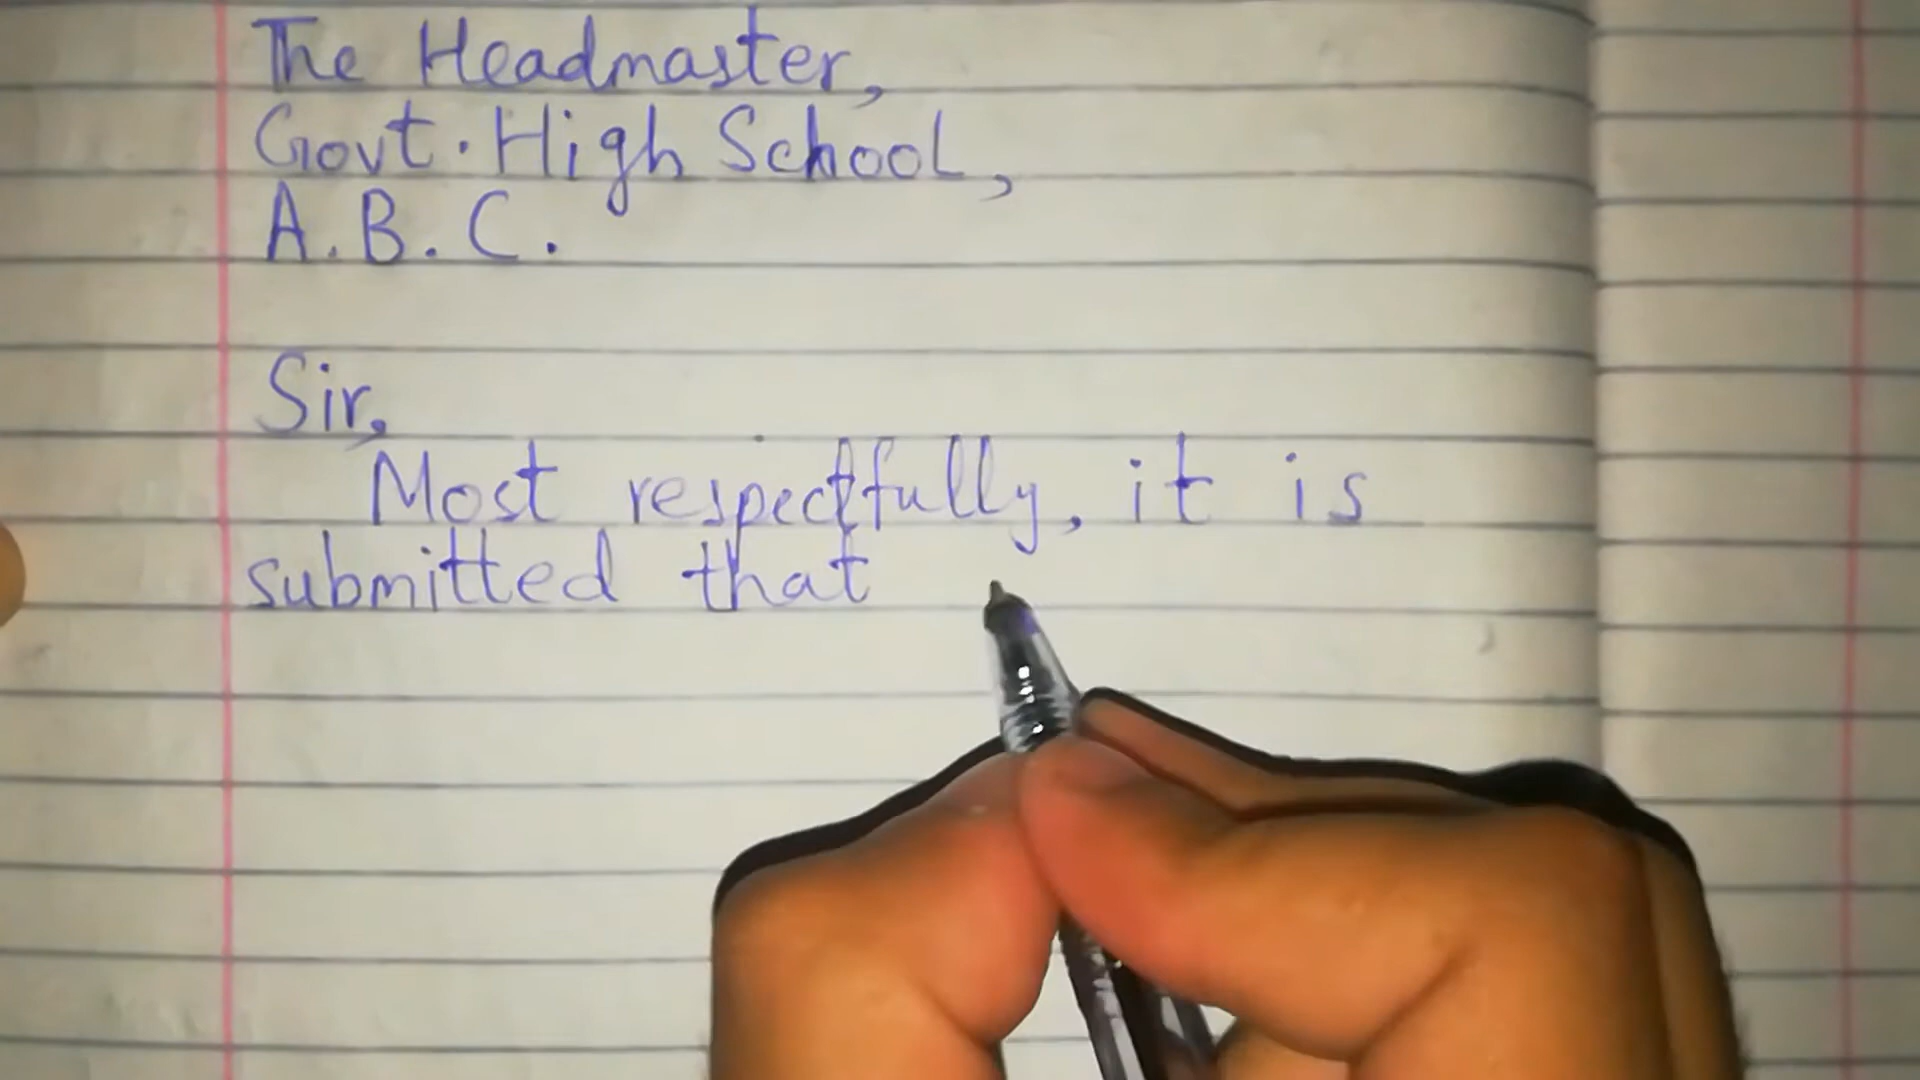 The Headmaster,
Govt. High School,
A.B.C.
Sir,
Most respectfully, it is
submitted that